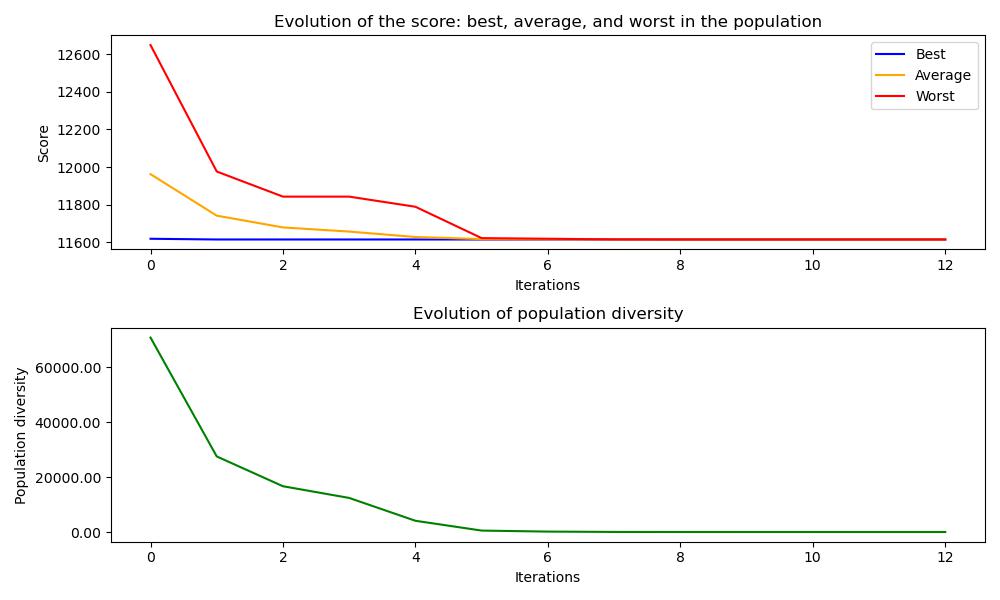 Evolution of the score: best, average, and worst in the population
12600
12400
12200
12000
11800
11600
Score
Best
Average
Worst
0 2 4 6 8 10 12
Iterations
Evolution of population diversity
60000.00
40000.00
20000.00
0.00
Population diversity
0 2 4 6 8 10 12
Iterations